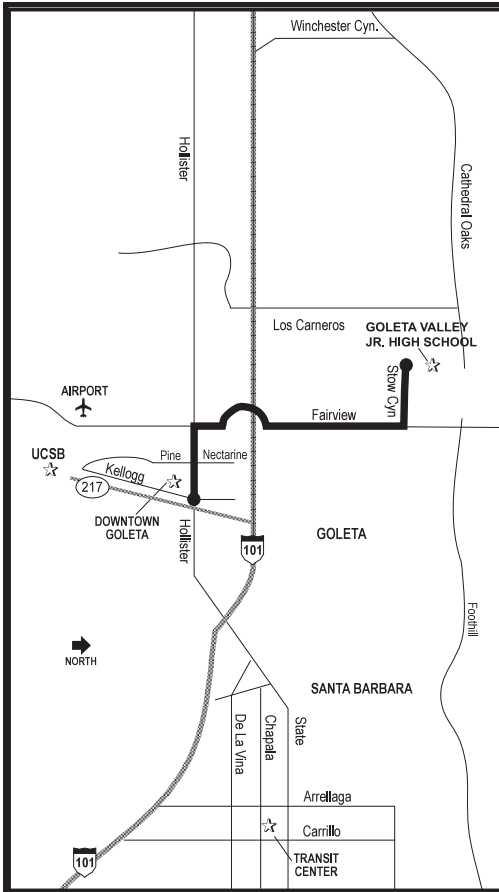 Winchester Cyn.
Hollister
Cathedral Oaks
Los Carneros
GOLETA VALLEY
JR. HIGH SCHOOL
Stow Cyn
AIRPORT
Fairview
UCSB
Pine
Nectarine
Kellogg
217
DOWNTOWN
GOLETA
Hollister
GOLETA
101
Foothill
NORTH
SANTA BARBARA
De La Vina
Chapala
State
Arrellaga
Carrillo
TRANSIT
CENTER
101